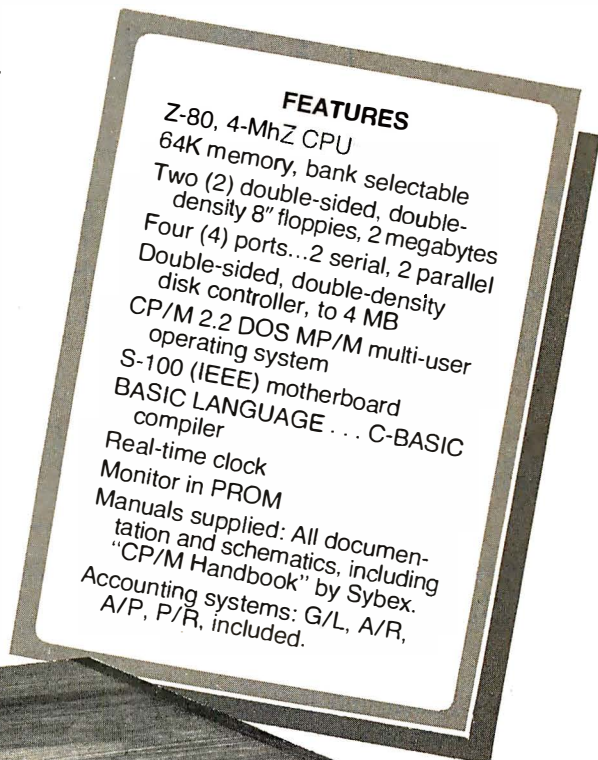 FEATURES
Z-80, 4-MhZ CPU
64K memory, bank selectable
Two (2) double-sided, double-
density 8″ floppies, 2 megabytes
Four (4) ports...2 serial, 2 parallel
Double-sided, double-density
disk controller, to 4 MB
CP/M 2.2 DOS MP/M multi-user
operating system
S-100 (IEEE) motherboard
BASIC LANGUAGE . . . C-BASIC
compiler
Real-time clock
Monitor in PROM
Manuals supplied: All documen-
tation and schematics, including
“CP/M Handbook” by Sybex.
Accounting systems: G/L, A/R,
A/P, P/R, included.